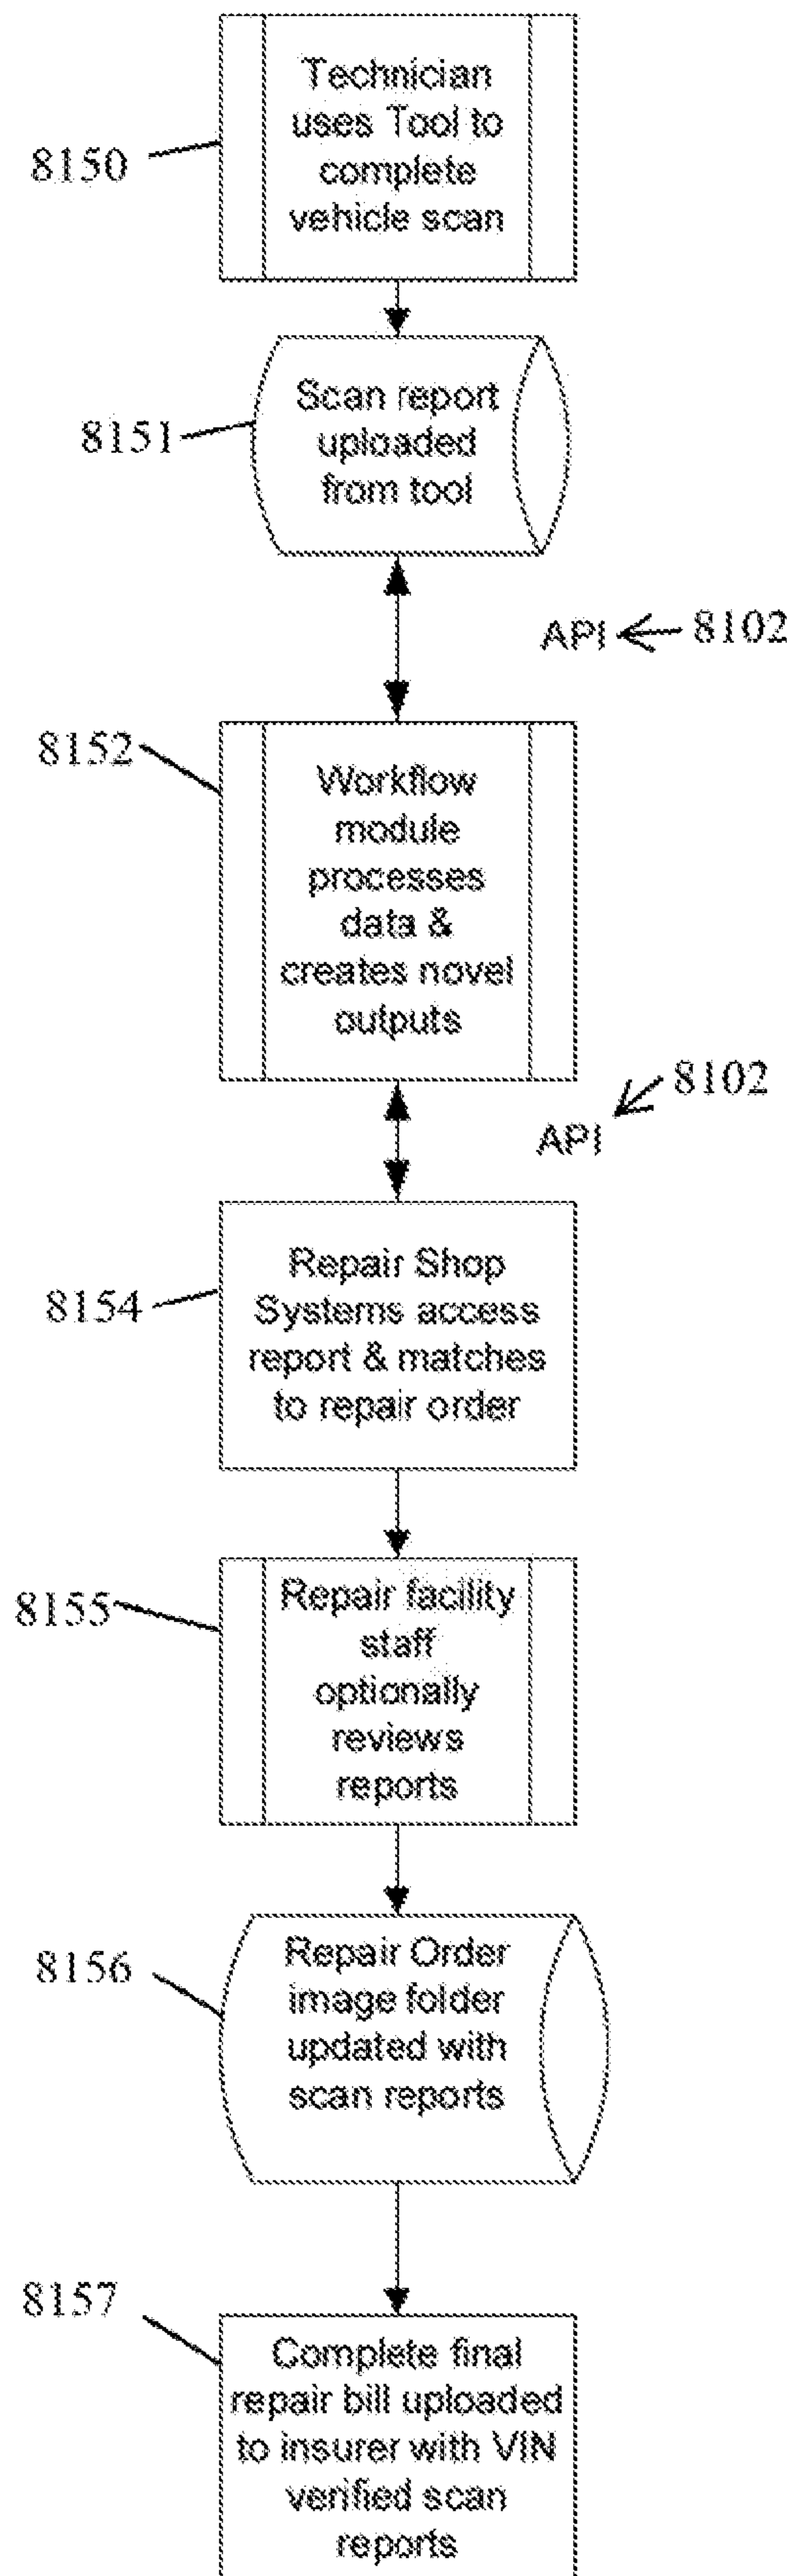 Technician
uses Tool to
complete
vehicle scan
8150
Scan report
uploaded
from tool
8151
API
8102
8152
Workflow
module
processes
data &
creates novel
outputs
8102
API
Repair Shop
Systems access
report & matches
to repair order
8154
Repair facility
staff
optionally
reviews
reports
8155
Repair Order
image folder
updated with
scan reports
8156
8157
Complete final
repair bill uploaded
to insurer with VIN
verified scan
reports